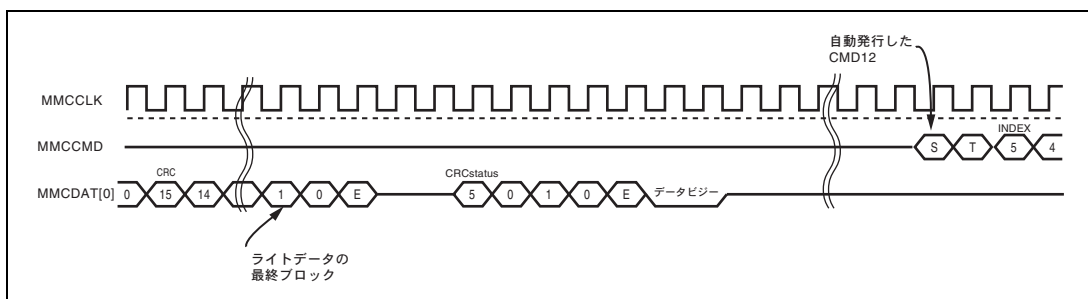 自動発行した
CMD12
MMCCLK
INDEX
MMCCMD S T 5 4
CRC CRCstatus
MMCDAT[0] 0 15 14 1 0 E 5 0 1 0 E データビジー
ライトデータの
最終ブロック